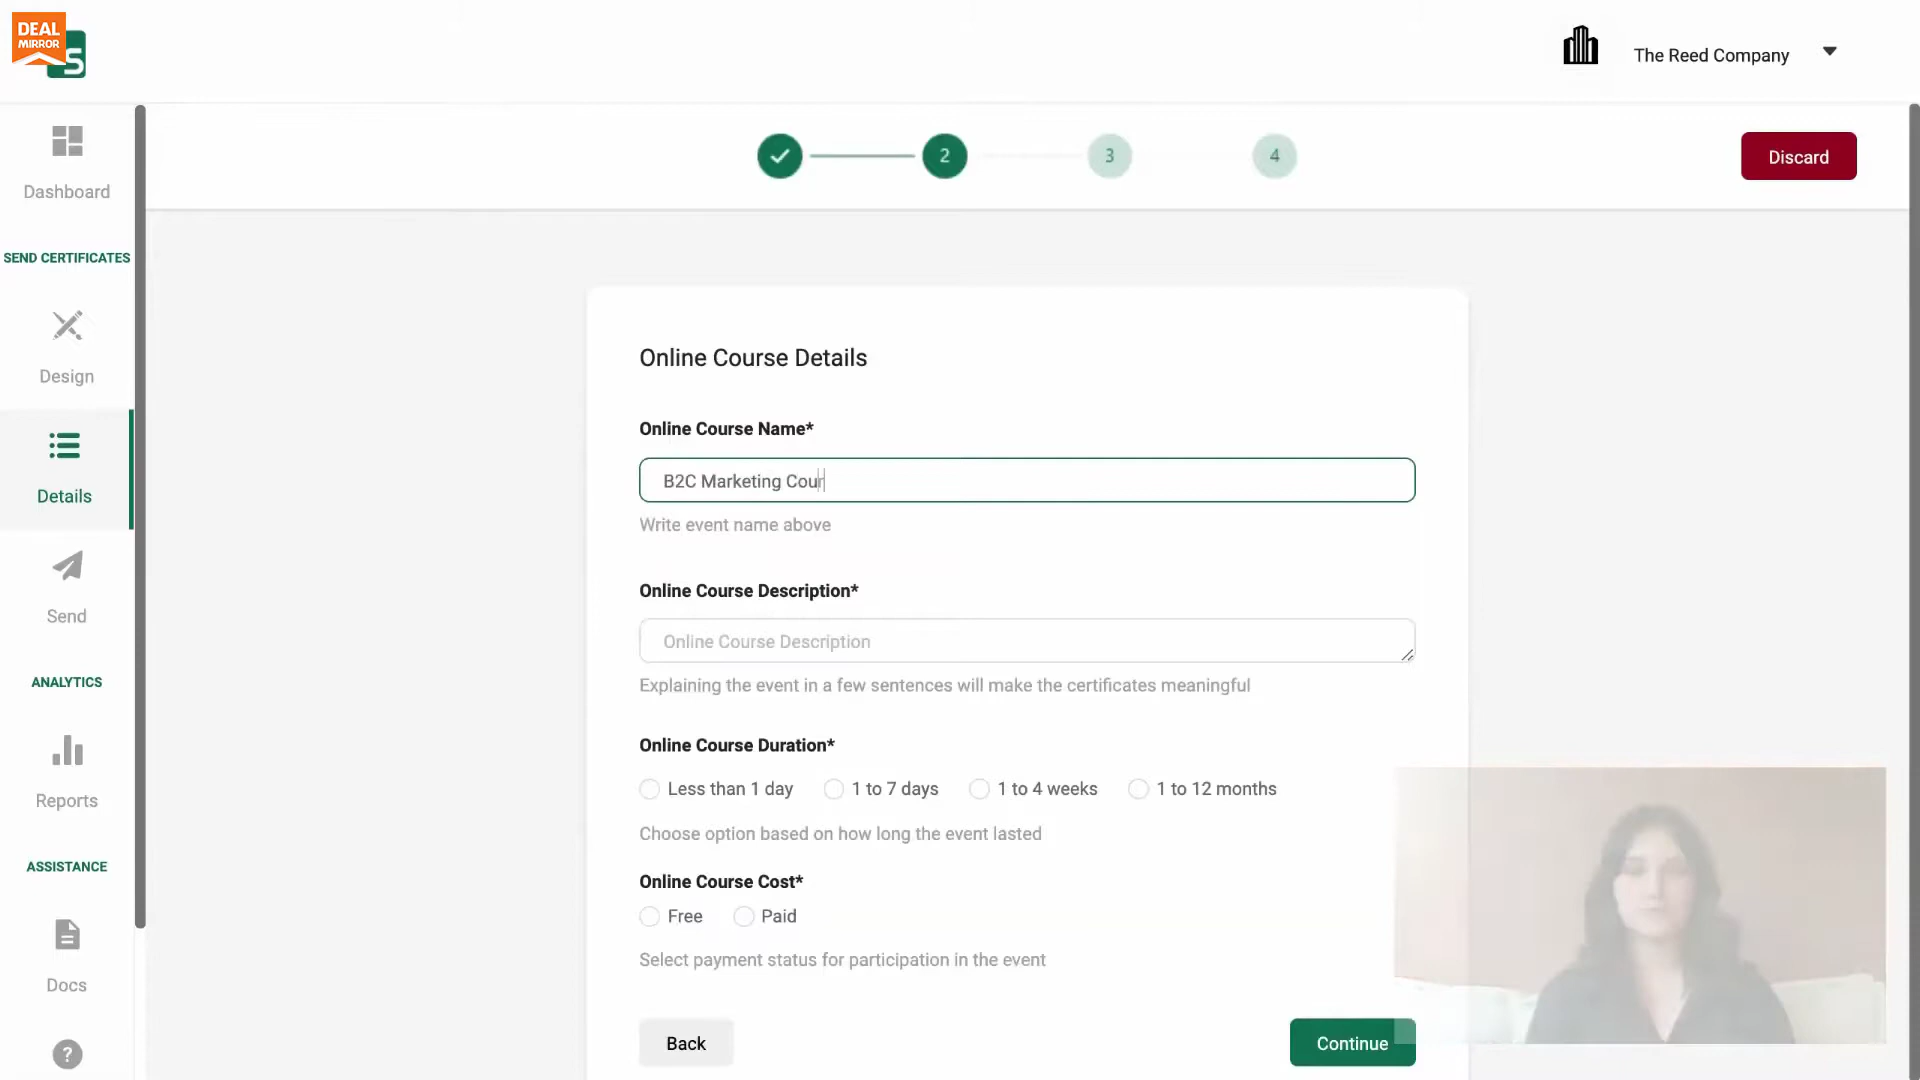 DEAL
MIRROR
S
The Reed Company
2
3
4
Discard
Dashboard
SEND CERTIFICATES
Design
Details
Send
ANALYTICS
Reports
ASSISTANCE
Docs
?
Online Course Details
Online Course Name*
B2C Marketing Cour
Write event name above
Online Course Description*
Online Course Description
Explaining the event in a few sentences will make the certificates meaningful
Online Course Duration*
Less than 1 day 1 to 7 days 1 to 4 weeks 1 to 12 months
Choose option based on how long the event lasted
Online Course Cost*
Free Paid
Select payment status for participation in the event
Back Continue